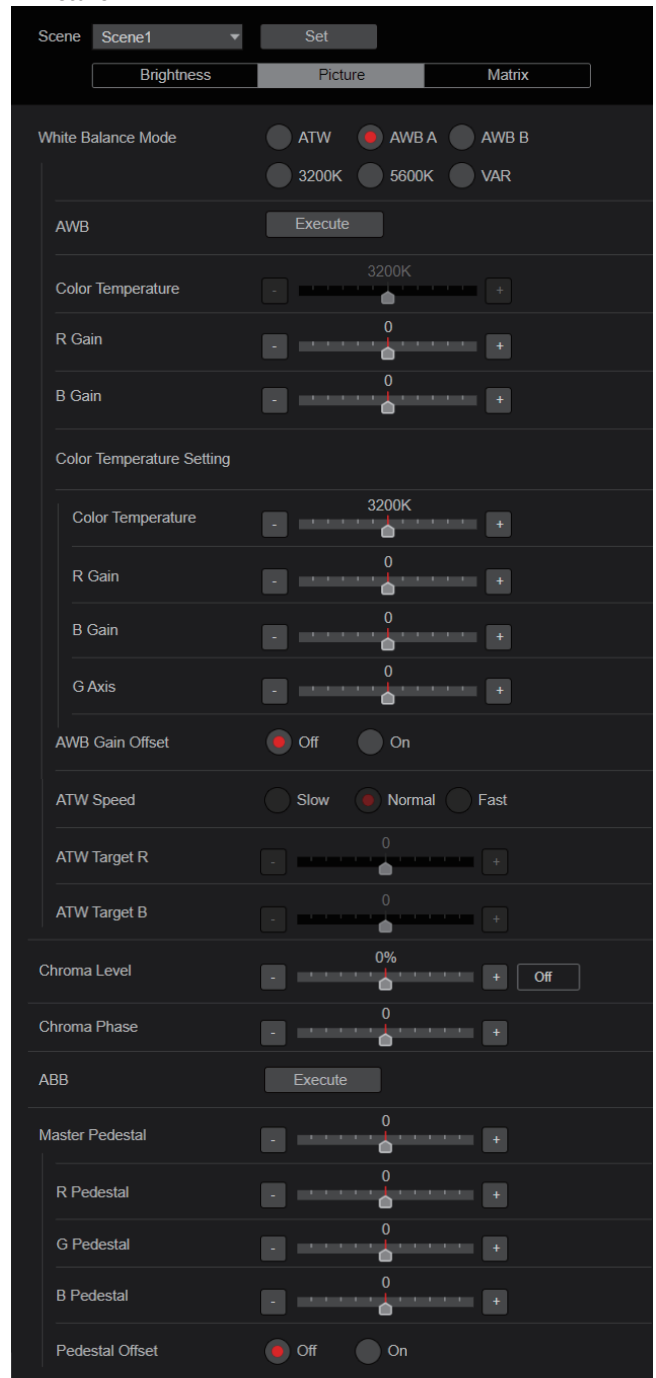 Scene Scene1 Set
Brightness Picture Matrix
White Balance Mode ATW AWB A AWB B
3200K 5600K VAR
AWB Execute
3200K
Color Temperature - +
0
R Gain - +
0
B Gain - +
Color Temperature Setting
3200K
Color Temperature - +
0
R Gain - +
0
B Gain - +
0
G Axis - +
AWB Gain Offset Off On
ATW Speed Slow Normal Fast
0
ATW Target R - +
0
ATW Target B - +
0%
Chroma Level - + Off
0
Chroma Phase - +
ABB Execute
0
Master Pedestal - +
0
R Pedestal - +
0
G Pedestal - +
0
B Pedestal - +
Pedestal Offset Off On